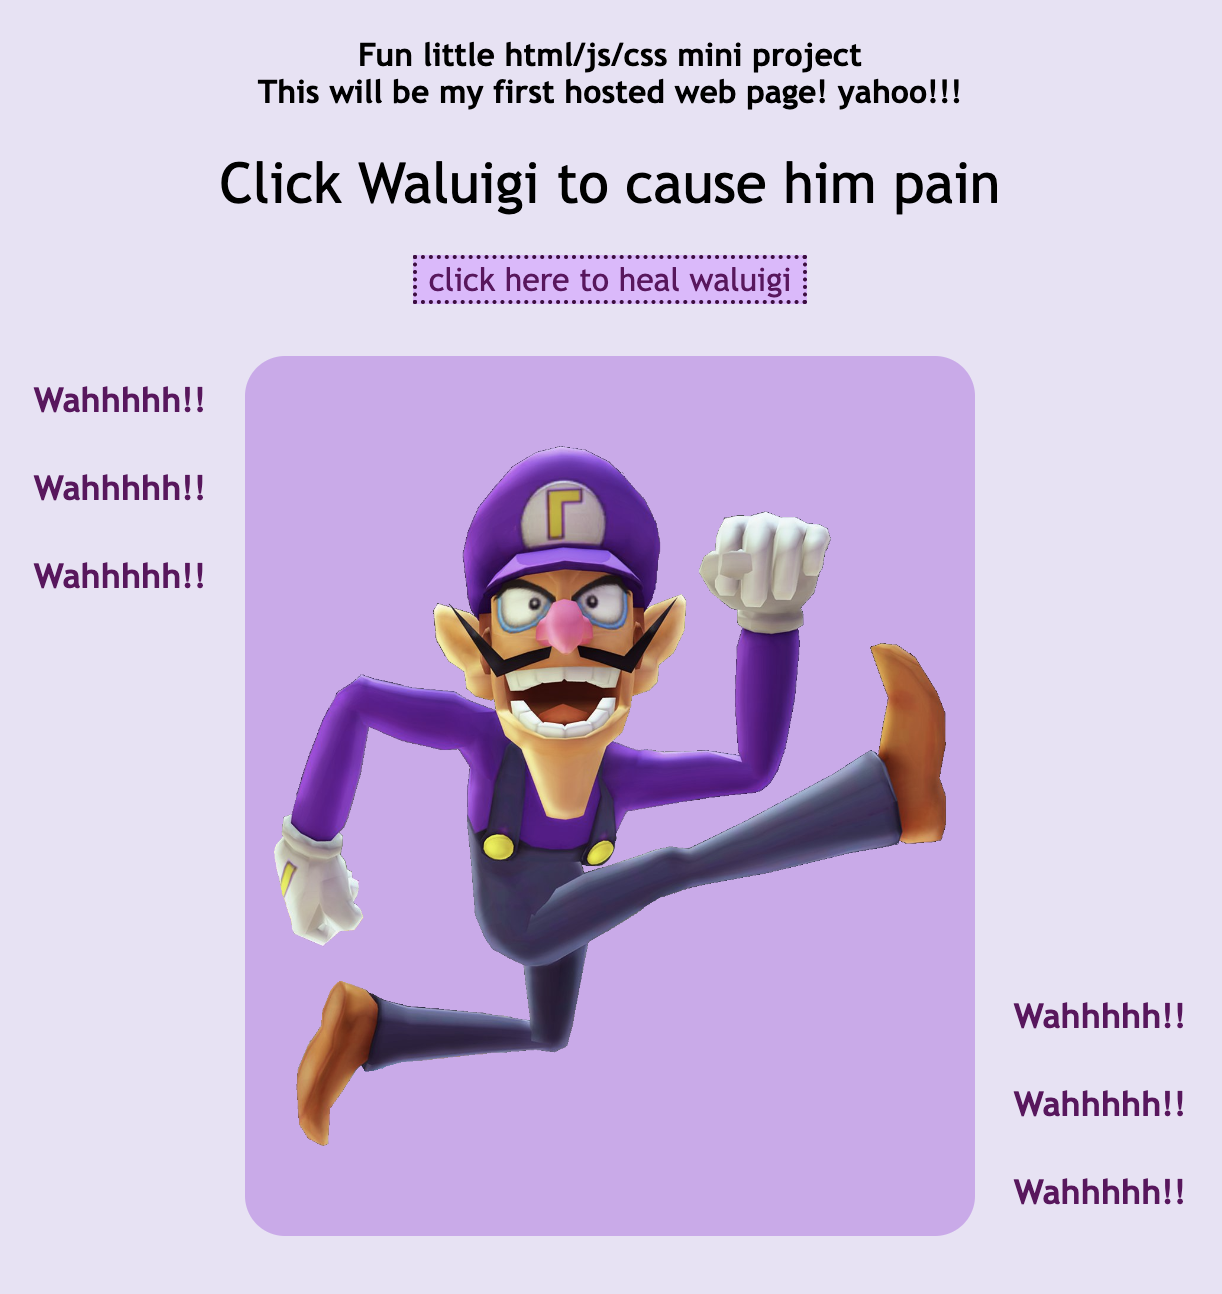 Fun little html/js/css mini project
This will be my first hosted web page! yahoo!!!
Click Waluigi to cause him pain
click here to heal waluigi
Wahhhhh!!
Wahhhhh!!
Wahhhhh!!
Wahhhhh!!
Wahhhhh!!
Wahhhhh!!